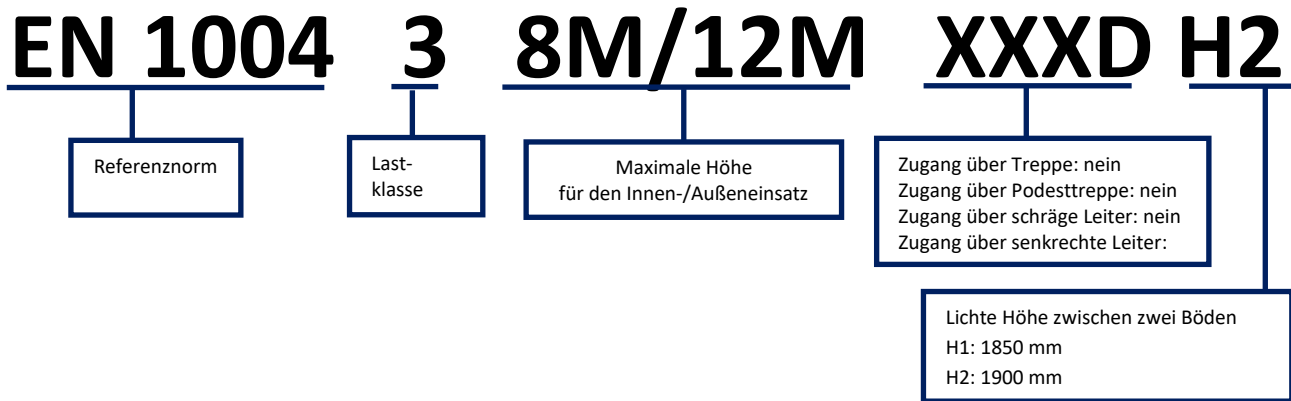 EN 1004 3 8M/12M XXXD H2
Referenznorm
Last-
klasse
Maximale Höhe
für den Innen-/Außeneinsatz
Zugang über Treppe: nein
Zugang über Podesttreppe: nein
Zugang über schräge Leiter: nein
Zugang über senkrechte Leiter:
Lichte Höhe zwischen zwei Böden
H1: 1850 mm
H2: 1900 mm